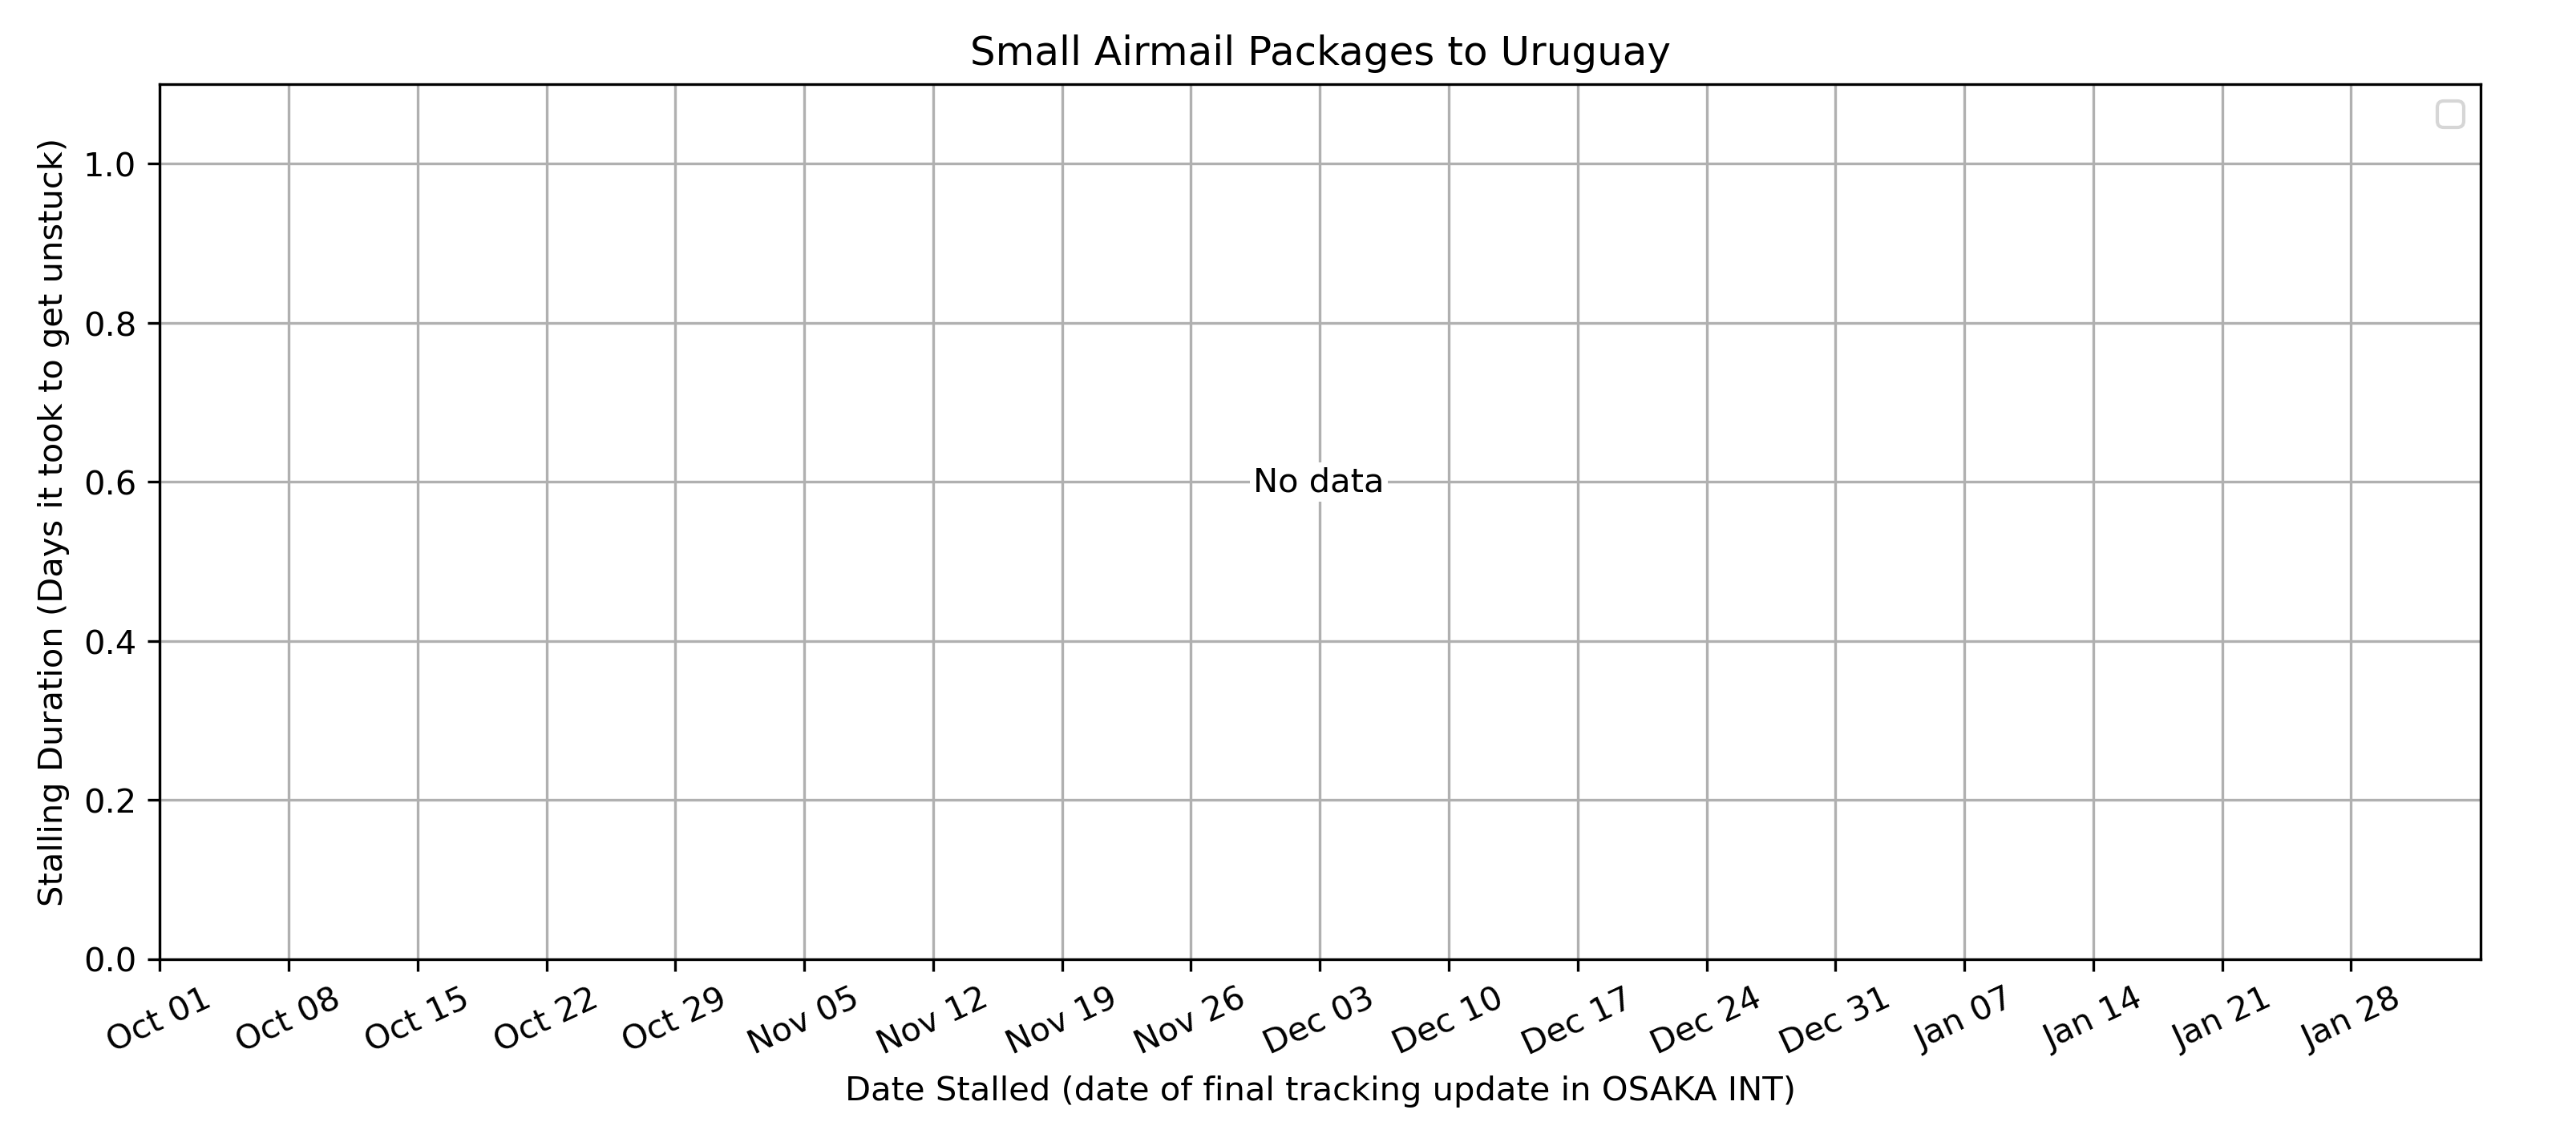 Small Airmail Packages to Uruguay
Stalling Duration (Days it took to get unstuck)
1.0
0.8
0.6
0.4
0.2
0.0
No data
Oct 01 Oct 08 Oct 15 Oct 22 Oct 29 Nov 05 Nov 12 Nov 19 Nov 26 Dec 03 Dec 10 Dec 17 Dec 24 Dec 31 Jan 07 Jan 14 Jan 21 Jan 28
Date Stalled (date of final tracking update in OSAKA INT)